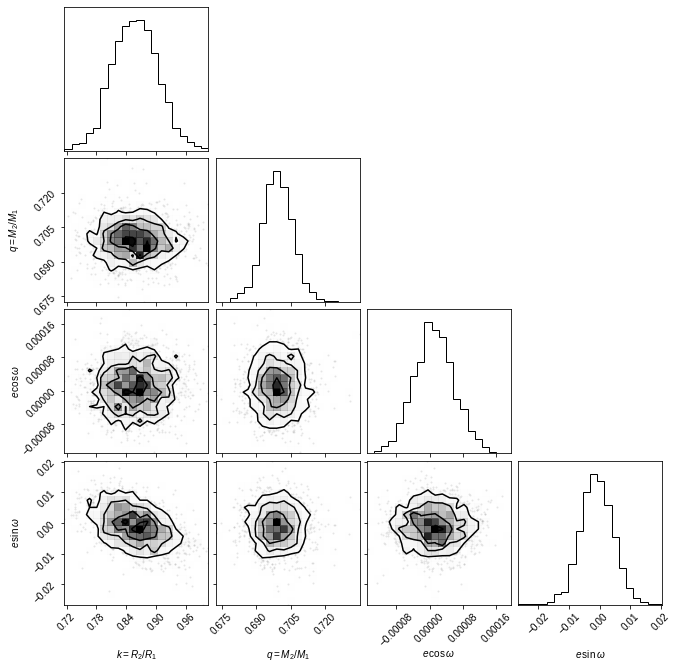 q = M₂/M₁
0.720
0.705
0.690
0.675
e cos ω
0.00016
0.00008
0.00000
−0.00008
e sin ω
0.02
0.01
0.00
−0.01
−0.02
0.72 0.78 0.84 0.90 0.96
0.675 0.690 0.705 0.720
−0.00008 0.00000 0.00008 0.00016
−0.02 −0.01 0.00 0.01 0.02
k = R₂/R₁ q = M₂/M₁ e cos ω e sin ω